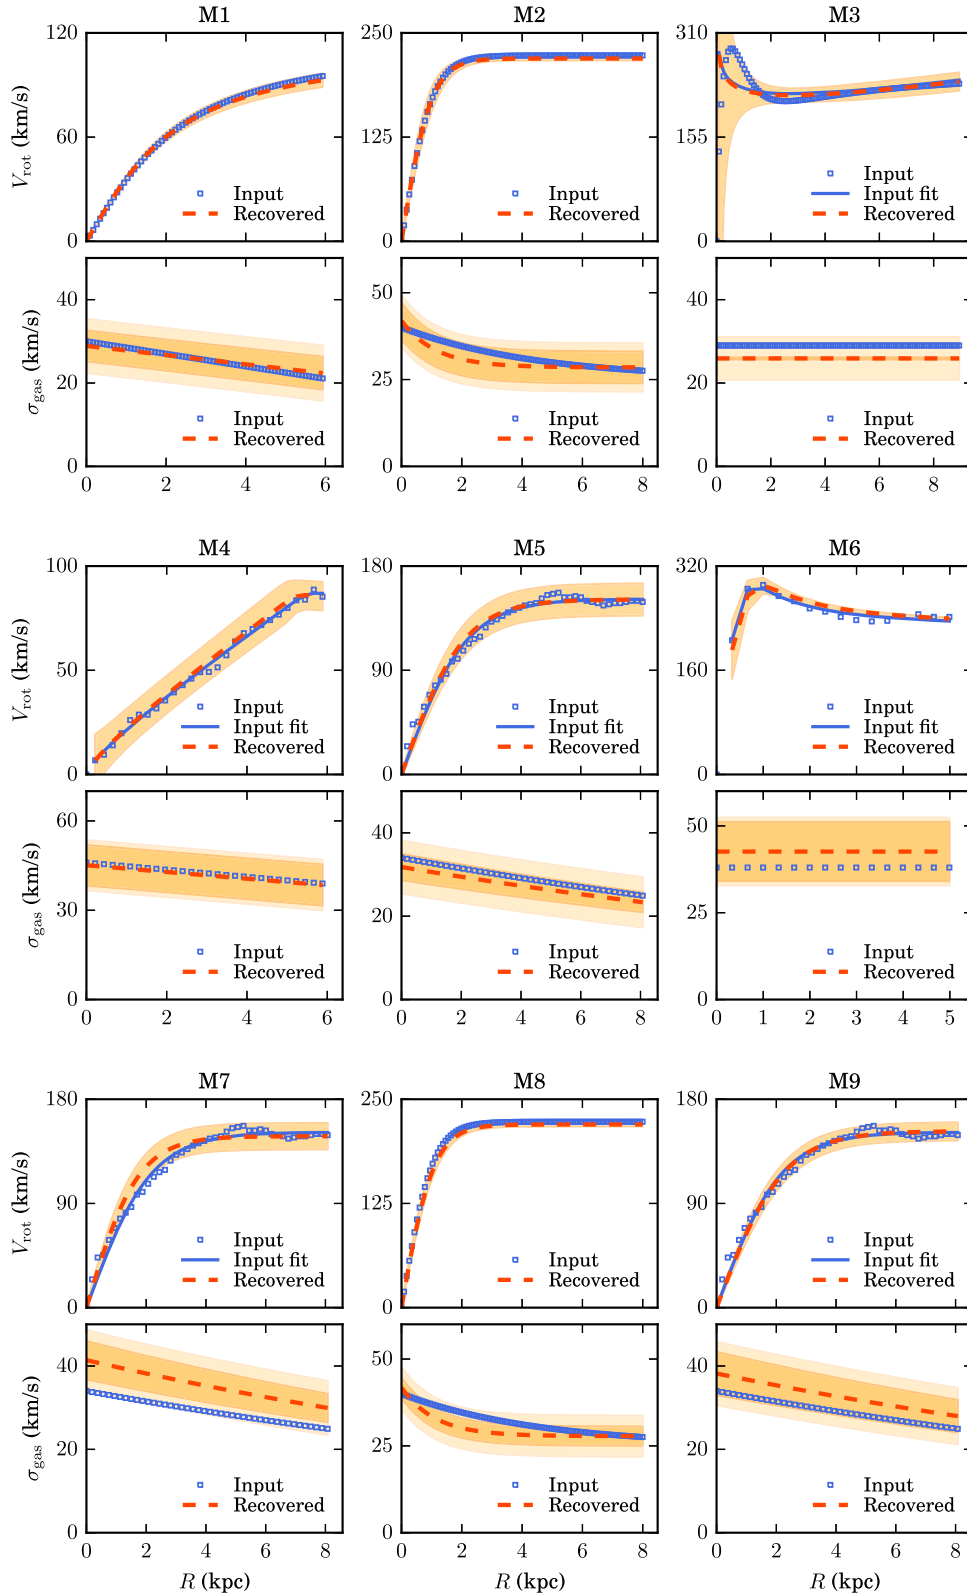 M1 M2 M3
120 250 310
V_rot (km/s)
60 125 155
Input Input Input
Recovered Recovered Input fit
Recovered
0 0 0
40 50 40
σ_gas (km/s)
20 25 20
Input Input Input
Recovered Recovered Recovered
0 0 0
0 2 4 6 0 2 4 6 8 0 2 4 6 8
M4 M5 M6
100 180 320
V_rot (km/s)
50 90 160
Input Input Input
Input fit Input fit Input fit
Recovered Recovered Recovered
0 0 0
60 40 50
σ_gas (km/s)
30 20 25
Input Input Input
Recovered Recovered Recovered
0 0 0
0 2 4 6 0 2 4 6 8 0 1 2 3 4 5
M7 M8 M9
180 250 180
V_rot (km/s)
90 125 90
Input Input Input
Input fit Recovered Input fit
Recovered Recovered
0 0 0
40 50 40
σ_gas (km/s)
20 25 20
Input Input Input
Recovered Recovered Recovered
0 0 0
0 2 4 6 8 0 2 4 6 8 0 2 4 6 8
R (kpc) R (kpc) R (kpc)